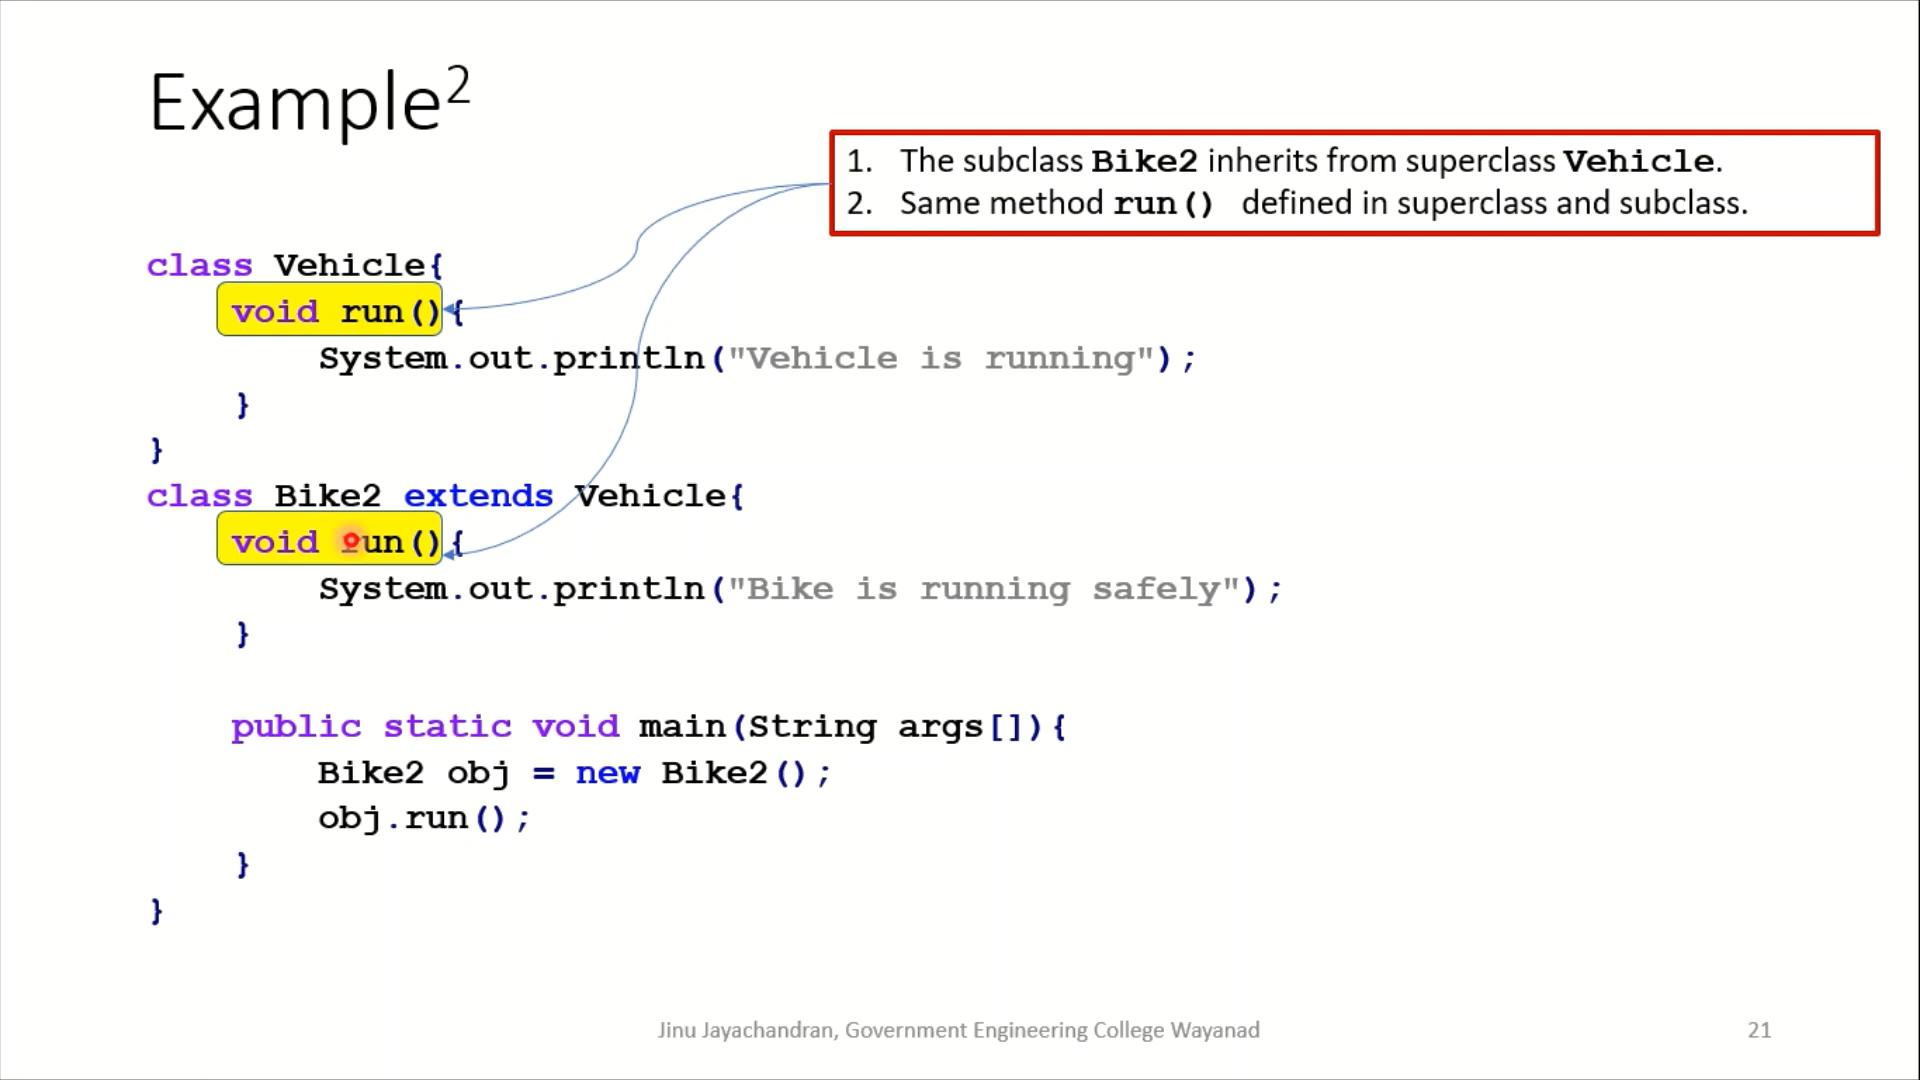 Example2
1. The subclass Bike2 inherits from superclass Vehicle.
2. Same method run() defined in superclass and subclass.
class Vehicle{
void run(){
System.out.println("Vehicle is running");
}
}
class Bike2 extends Vehicle{
void run(){
System.out.println("Bike is running safely");
}
public static void main(String args[]){
Bike2 obj = new Bike2();
obj.run();
}
}
Jinu Jayachandran, Government Engineering College Wayanad
21